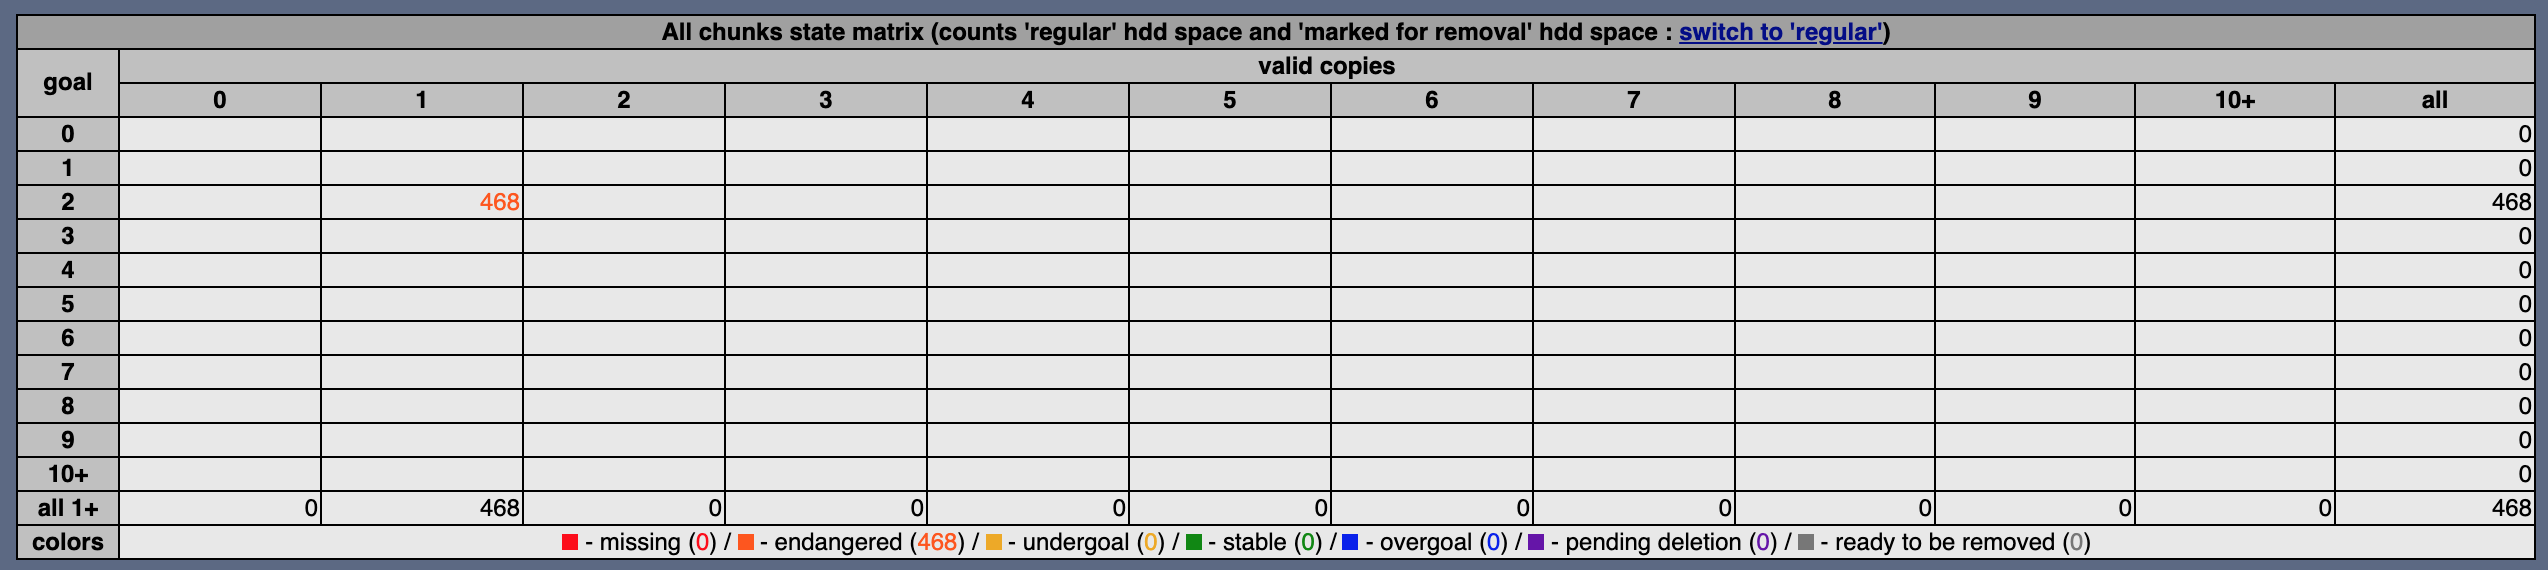 All chunks state matrix (counts 'regular' hdd space and 'marked for removal' hdd space : switch to 'regular')
goal valid copies
0 1 2 3 4 5 6 7 8 9 10+ all
0 0
1 0
2 468 468
3 0
4 0
5 0
6 0
7 0
8 0
9 0
10+ 0
all 1+ 0 468 0 0 0 0 0 0 0 0 0 468
colors - missing (0) / - endangered (468) / - undergoal (0) / - stable (0) / - overgoal (0) / - pending deletion (0) / - ready to be removed (0)